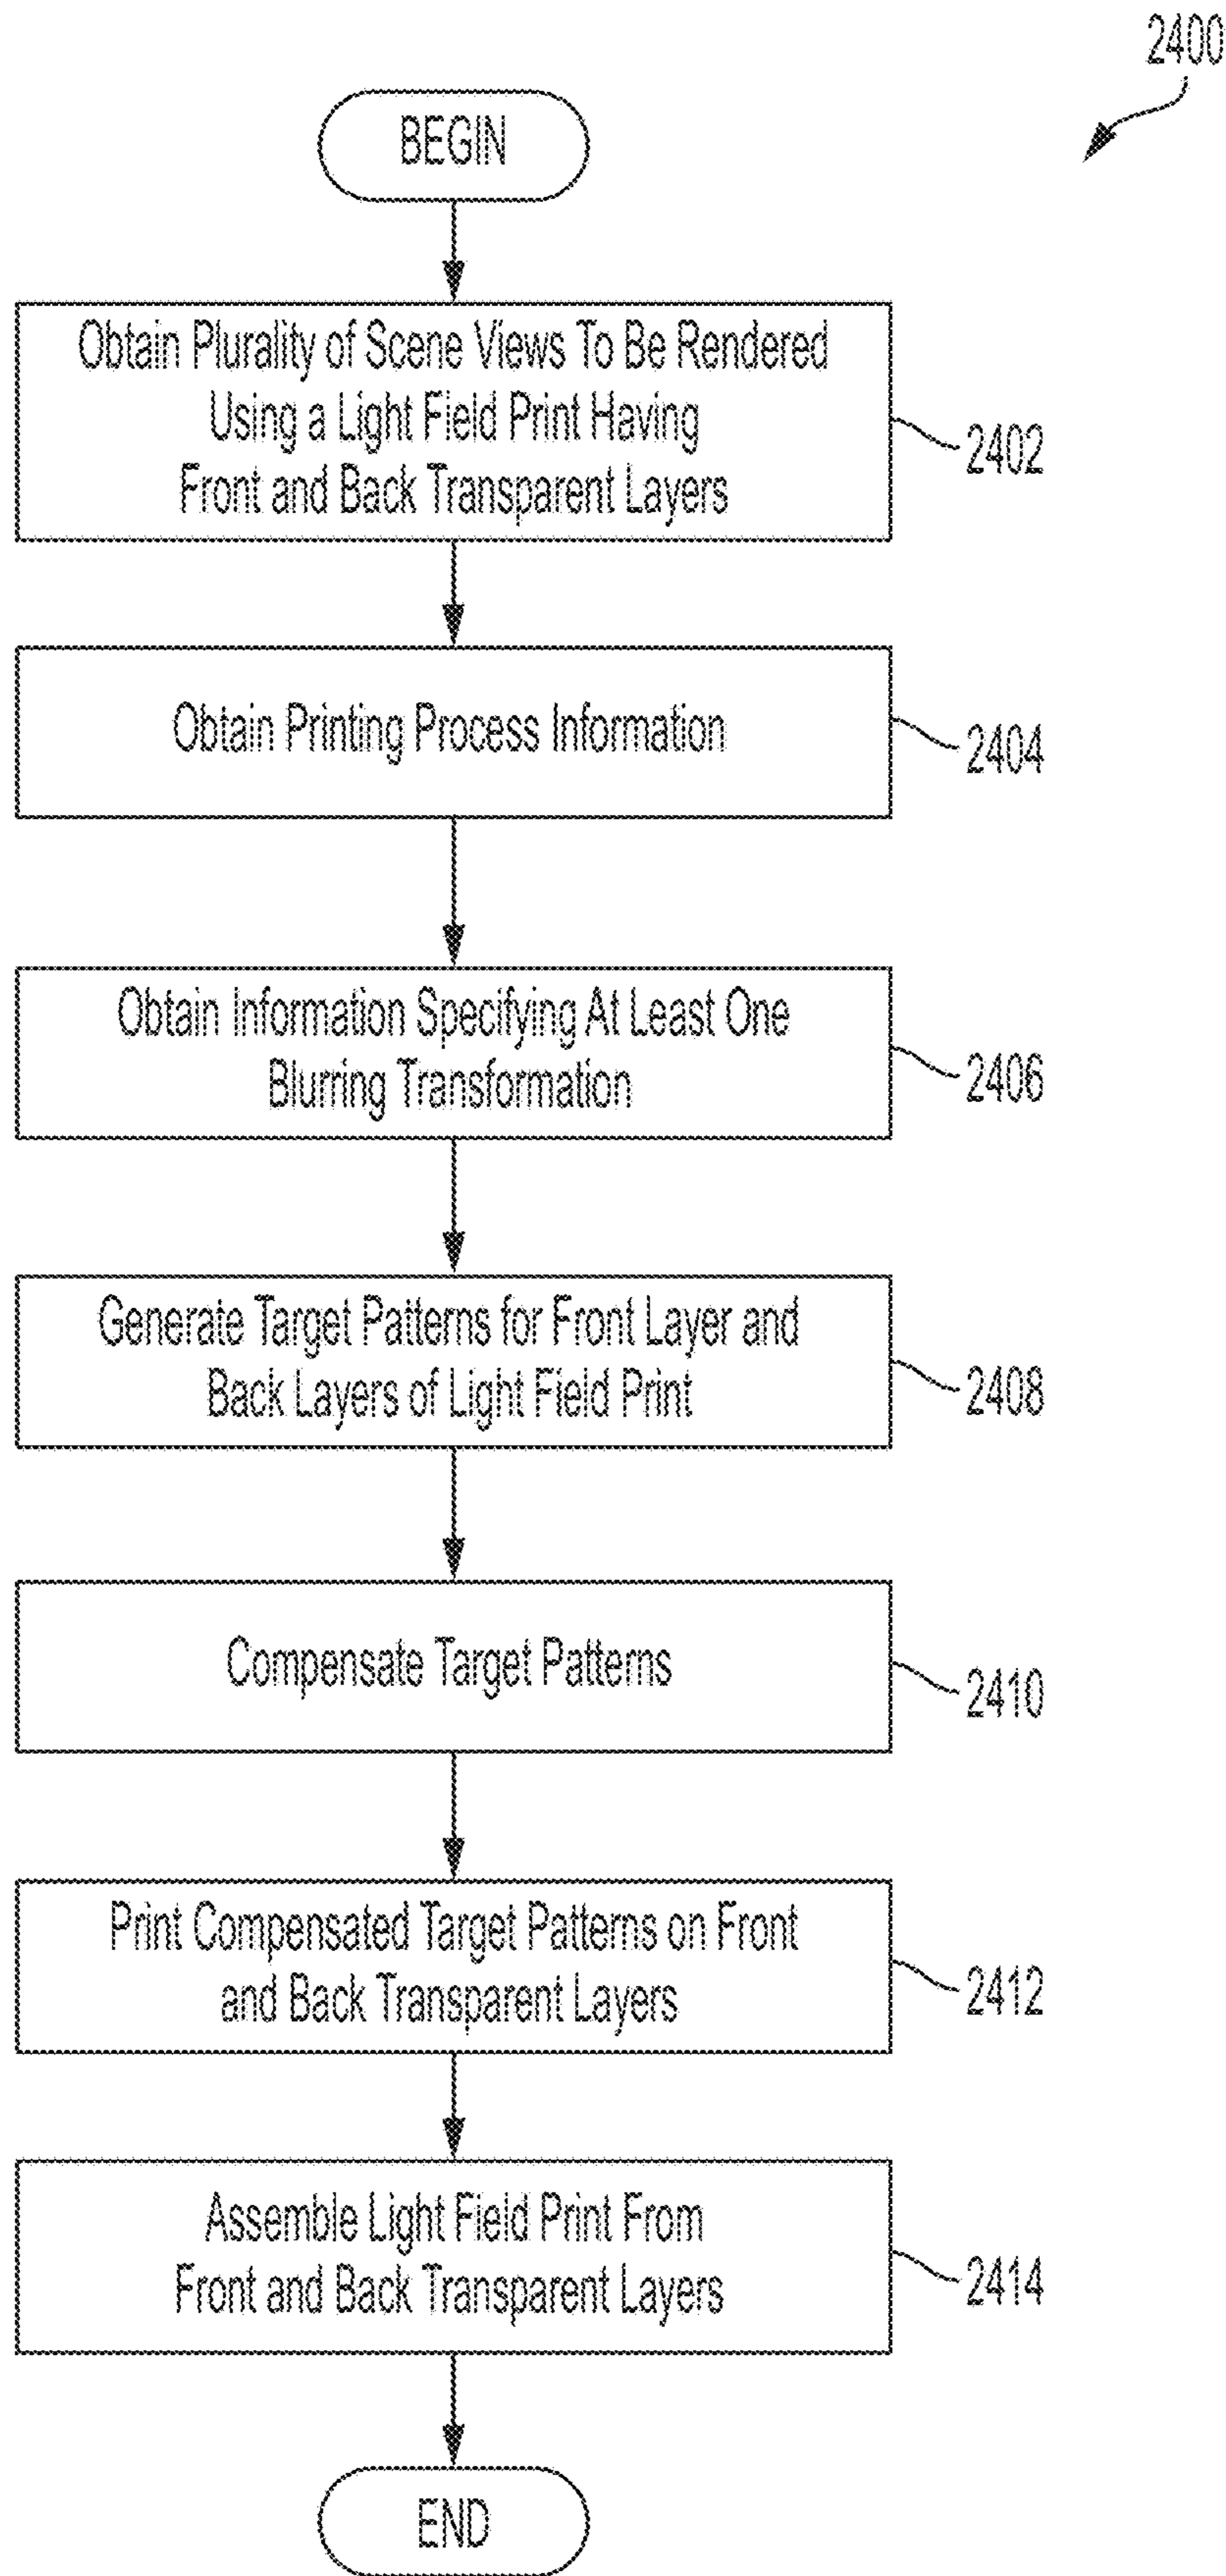 2400
BEGIN
Obtain Plurality of Scene Views To Be Rendered
Using a Light Field Print Having
Front and Back Transparent Layers
2402
Obtain Printing Process Information
2404
Obtain Information Specifying At Least One
Blurring Transformation
2406
Generate Target Patterns for Front Layer and
Back Layers of Light Field Print
2408
Compensate Target Patterns
2410
Print Compensated Target Patterns on Front
and Back Transparent Layers
2412
Assemble Light Field Print From
Front and Back Transparent Layers
2414
END